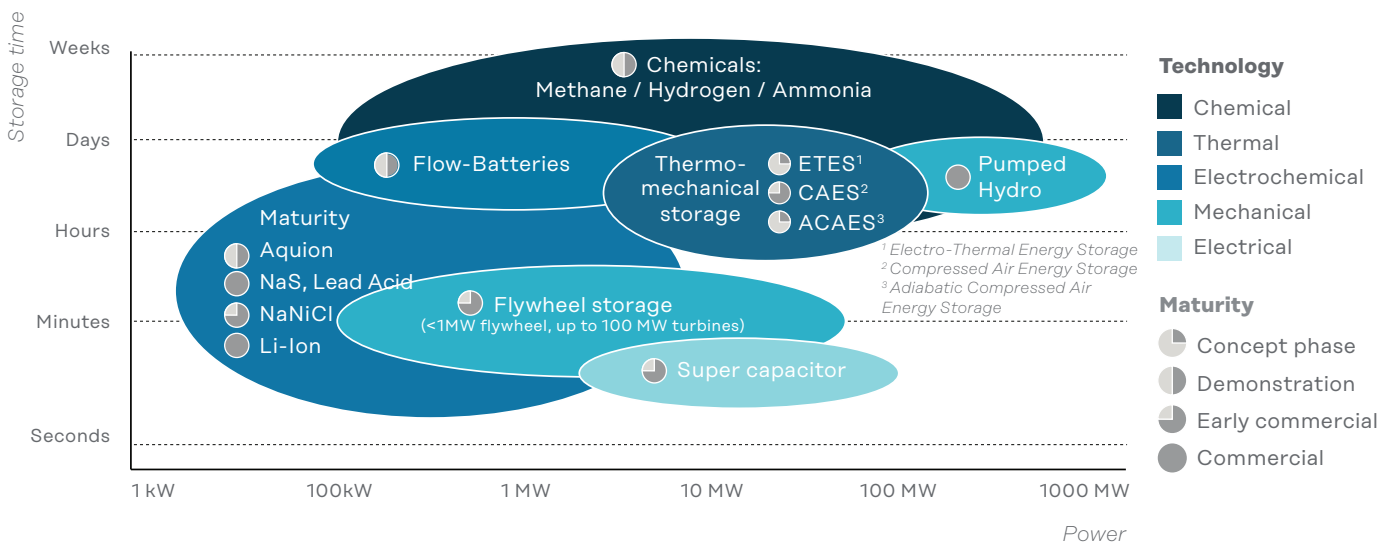 Storage time
Weeks
Days
Hours
Minutes
Seconds
1 kW
100kW
1 MW
10 MW
100 MW
1000 MW
Power
Chemicals:
Methane / Hydrogen / Ammonia
Flow-Batteries
Thermo-
mechanical
storage
ETES¹
CAES²
ACAES³
Pumped
Hydro
Maturity
Aquion
NaS, Lead Acid
NaNiCl
Li-Ion
Flywheel storage
(<1MW flywheel, up to 100 MW turbines)
Super capacitor
¹ Electro-Thermal Energy Storage
² Compressed Air Energy Storage
³ Adiabatic Compressed Air
Energy Storage
Technology
Chemical
Thermal
Electrochemical
Mechanical
Electrical
Maturity
Concept phase
Demonstration
Early commercial
Commercial